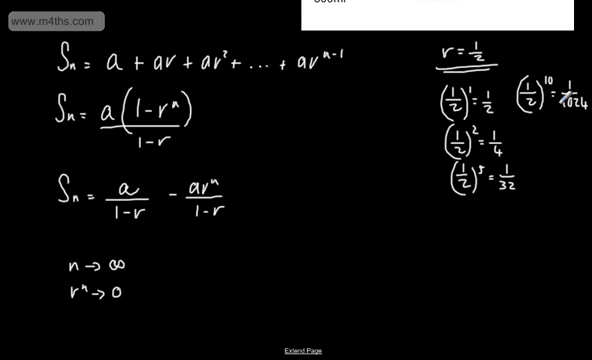 www.m4ths.com
Sₙ = a + ar + ar² + ... + arⁿ⁻¹
Sₙ = a(1-rⁿ)/1-r
Sₙ = a/1-r - arⁿ/1-r
n → ∞
rⁿ → 0
r = 1/2
(1/2)¹ = 1/2
(1/2)¹⁰ = 1/1024
(1/2)² = 1/4
(1/2)⁵ = 1/32
Extend Page